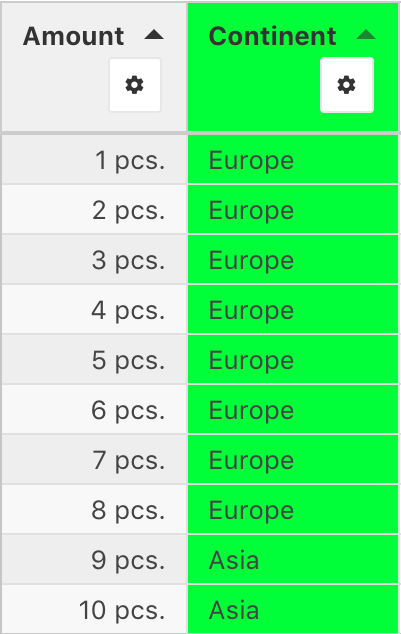 Amount Continent
1 pcs. Europe
2 pcs. Europe
3 pcs. Europe
4 pcs. Europe
5 pcs. Europe
6 pcs. Europe
7 pcs. Europe
8 pcs. Europe
9 pcs. Asia
10 pcs. Asia